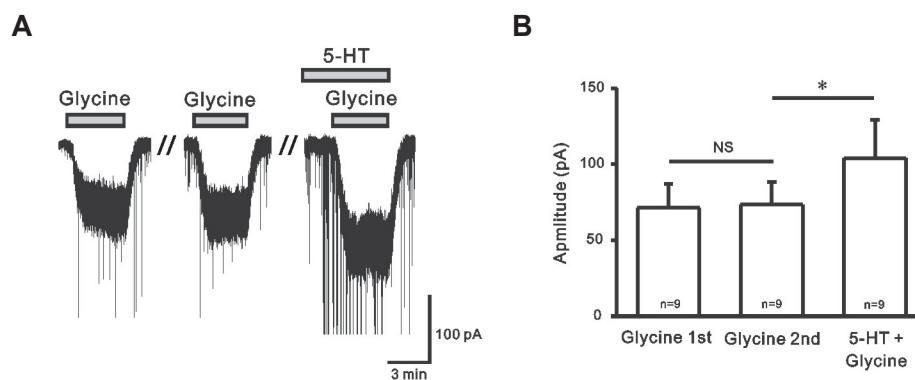 A
5-HT
Glycine
Glycine
Glycine
//
//
100 pA
3 min
B
Apmlitude (pA)
150
100
50
0
NS
*
n=9
n=9
n=9
Glycine 1st
Glycine 2nd
5-HT +
Glycine